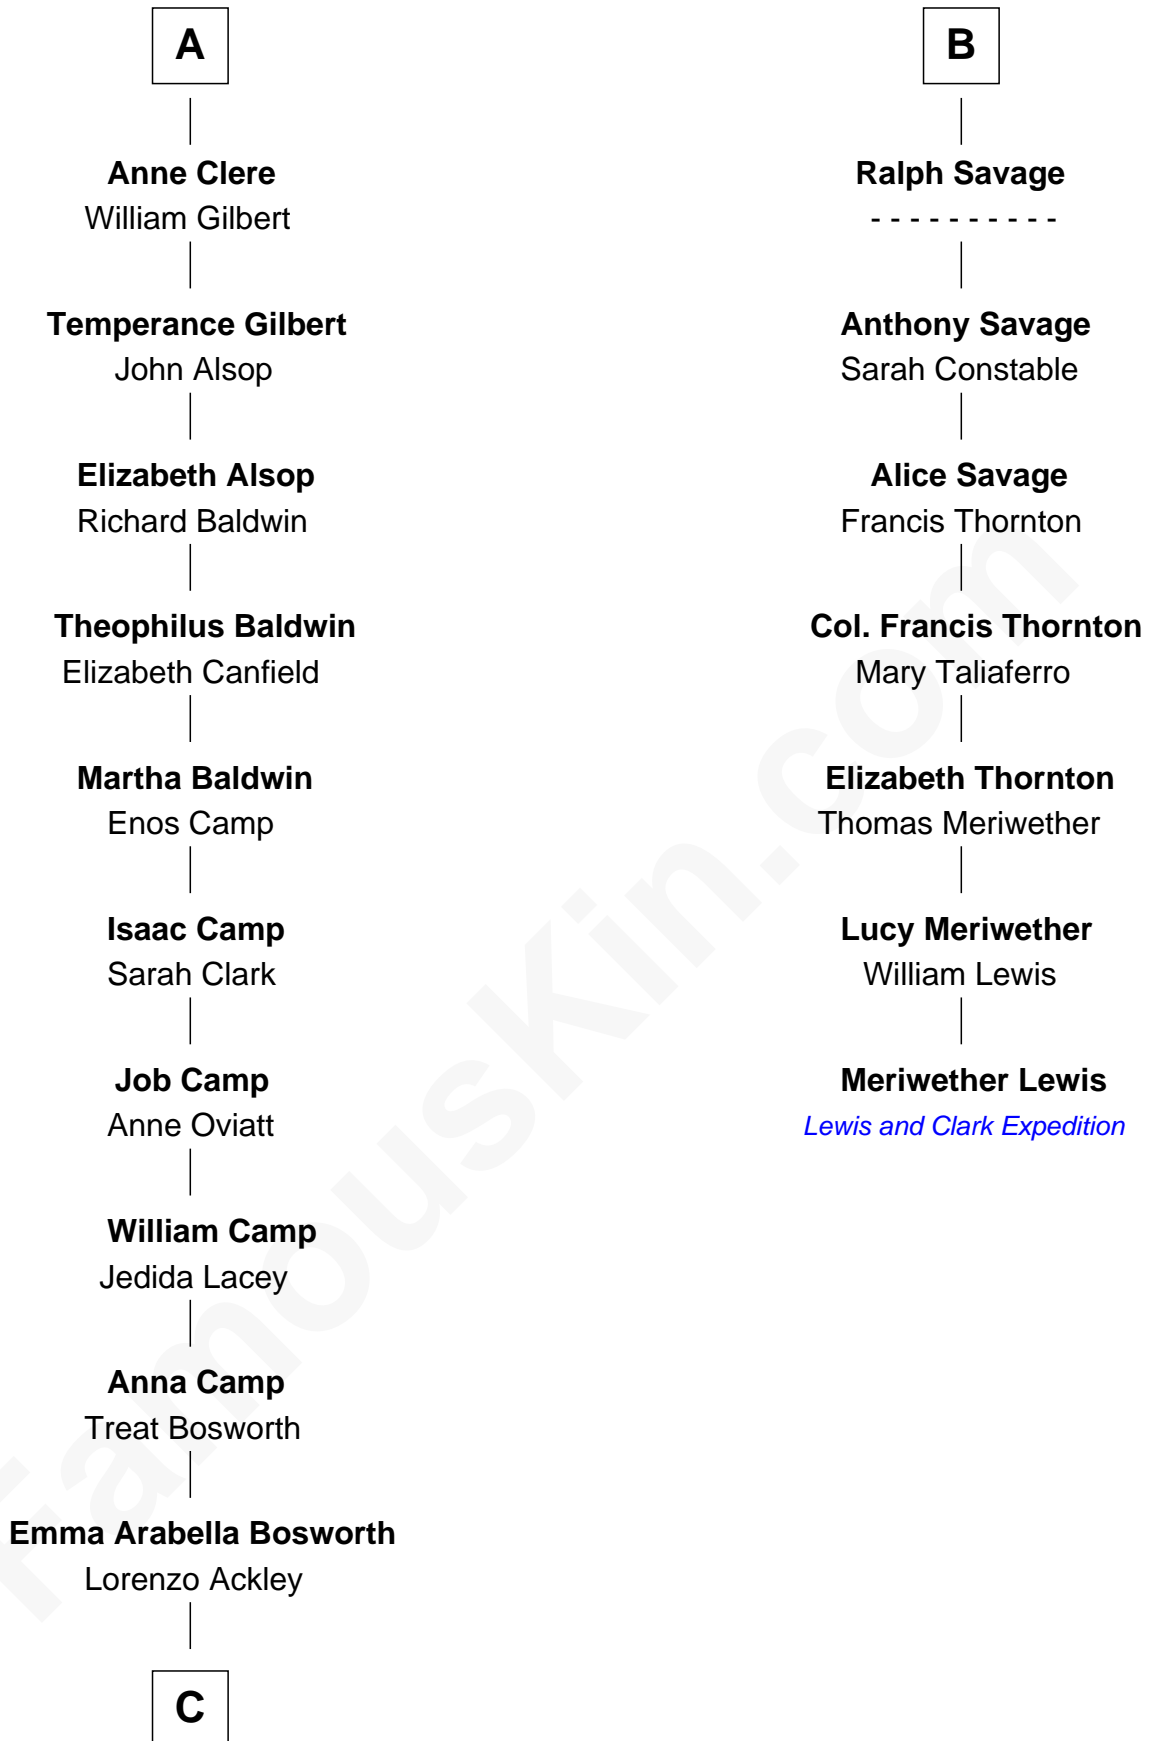 A
Anne Clere
William Gilbert
Temperance Gilbert
John Alsop
Elizabeth Alsop
Richard Baldwin
Theophilus Baldwin
Elizabeth Canfield
Martha Baldwin
Enos Camp
Isaac Camp
Sarah Clark
Job Camp
Anne Oviatt
William Camp
Jedida Lacey
Anna Camp
Treat Bosworth
Emma Arabella Bosworth
Lorenzo Ackley
C
B
Ralph Savage
- - - - - - - - - -
Anthony Savage
Sarah Constable
Alice Savage
Francis Thornton
Col. Francis Thornton
Mary Taliaferro
Elizabeth Thornton
Thomas Meriwether
Lucy Meriwether
William Lewis
Meriwether Lewis
Lewis and Clark Expedition
FamousKin.com